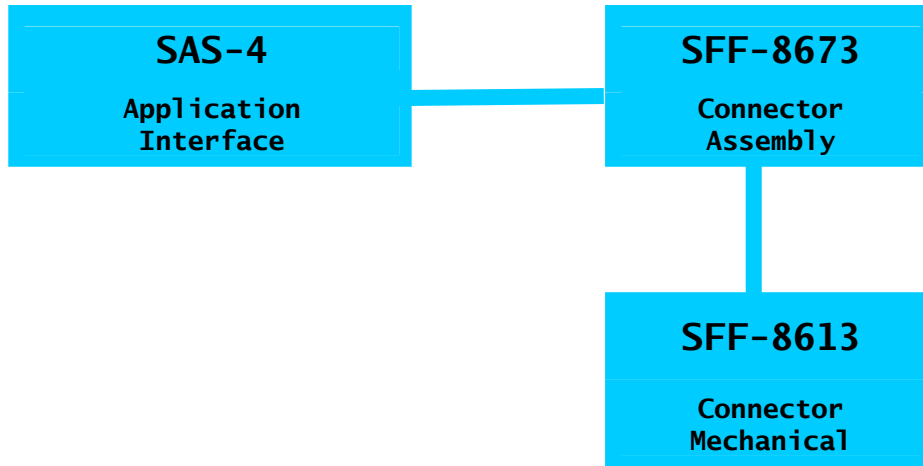 SAS-4
Application
Interface
SFF-8673
Connector
Assembly
SFF-8613
Connector
Mechanical